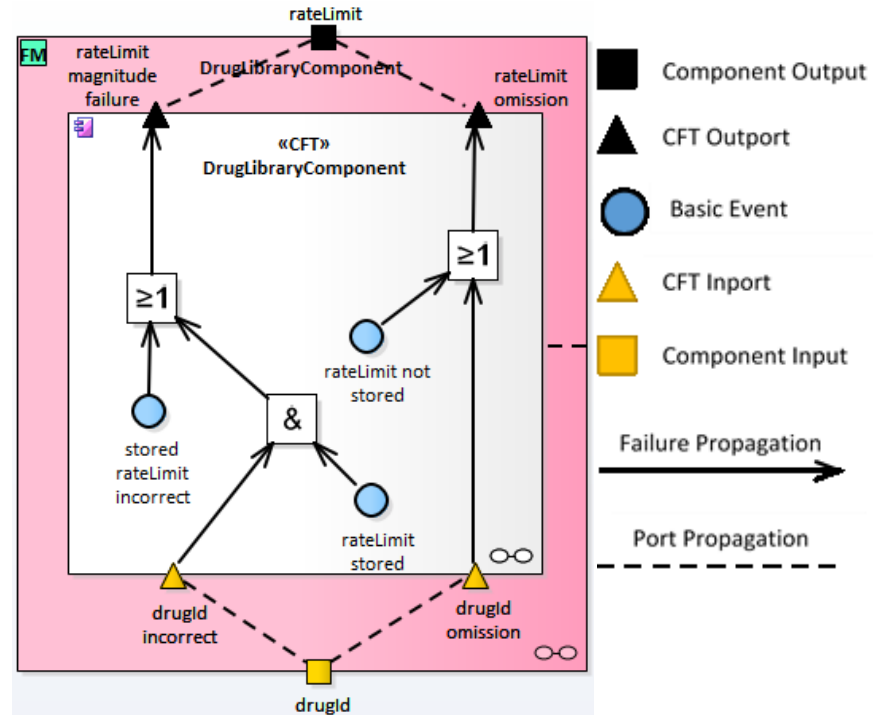 rateLimit
FM
rateLimit
magnitude
failure
DrugLibraryComponent
rateLimit
omission
«CFT»
DrugLibraryComponent
≥1
≥1
rateLimit not
stored
&
stored
rateLimit
incorrect
rateLimit
stored
drugId
incorrect
drugId
omission
drugId
Component Output
CFT Outport
Basic Event
CFT Inport
Component Input
Failure Propagation
Port Propagation